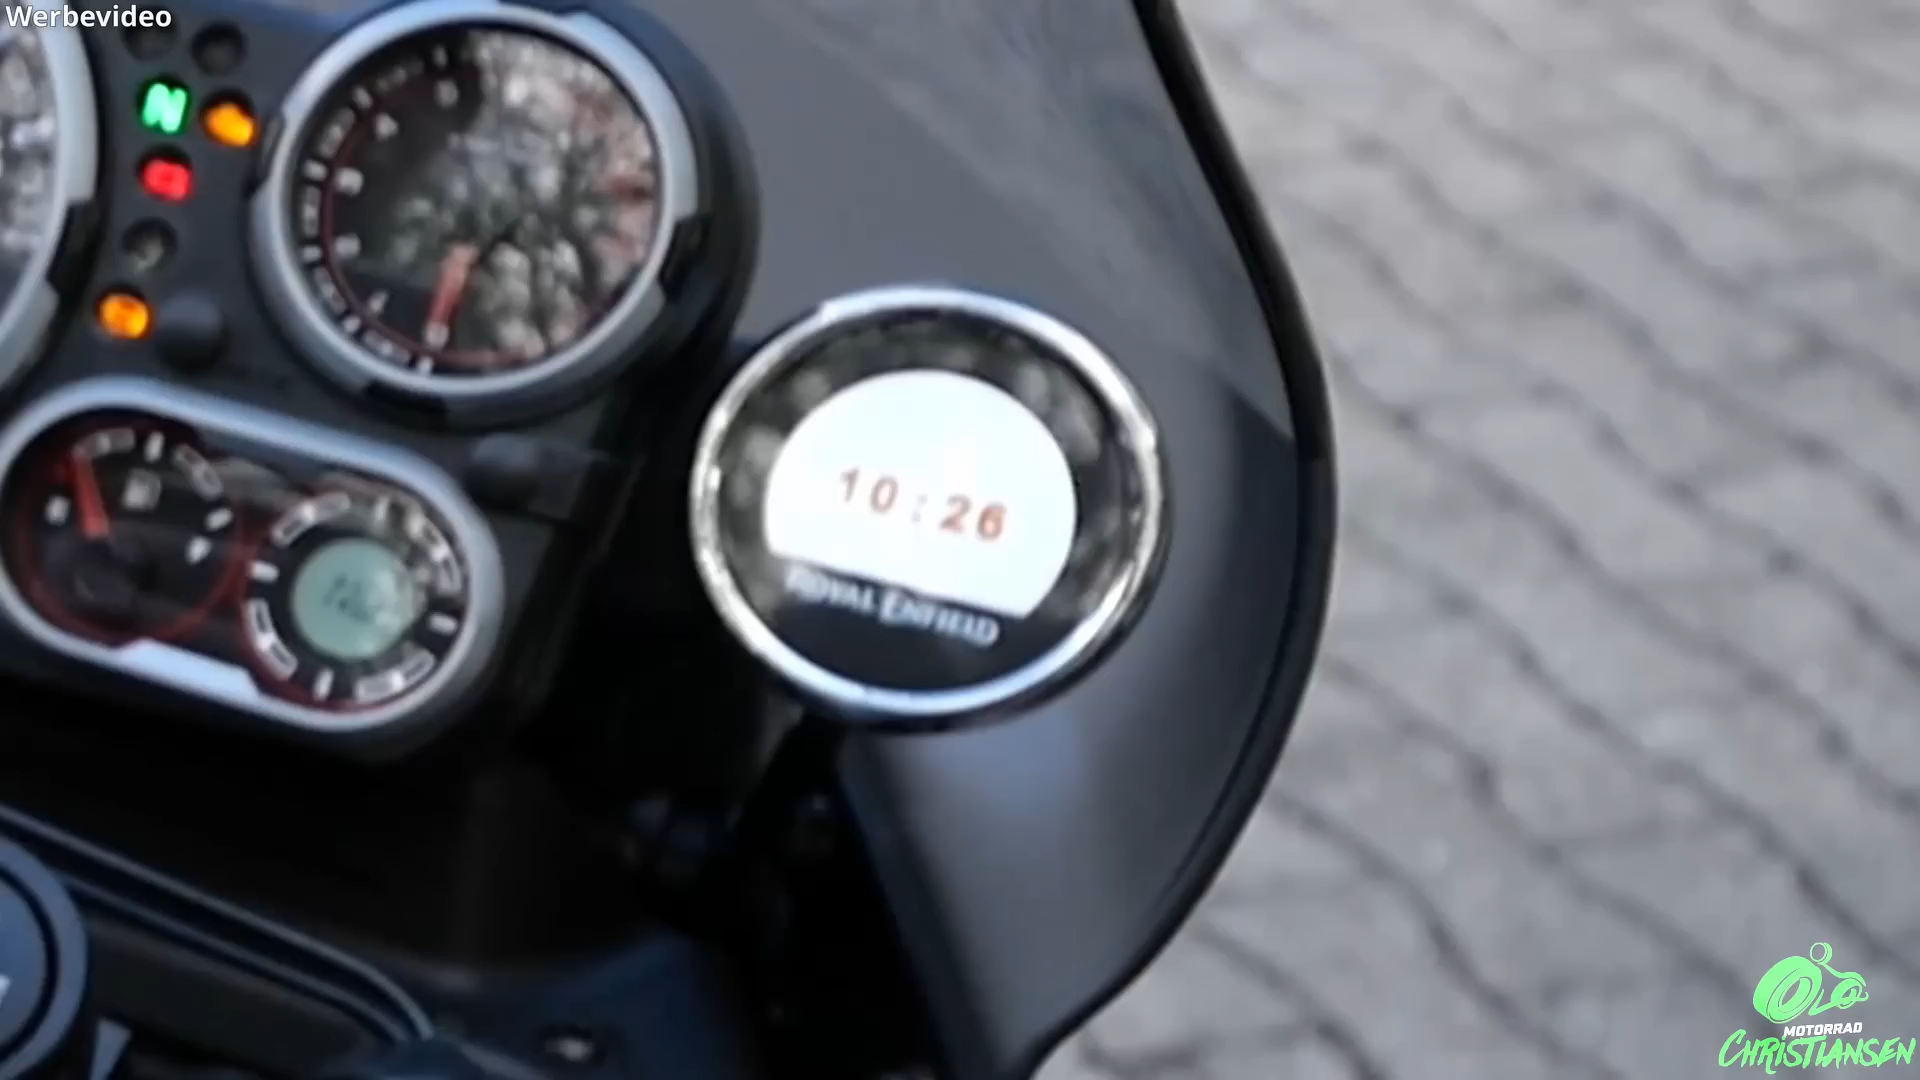 Werbevideo
N
10:26
ROYAL ENFIELD
MOTORRAD
CHRISTIANSEN